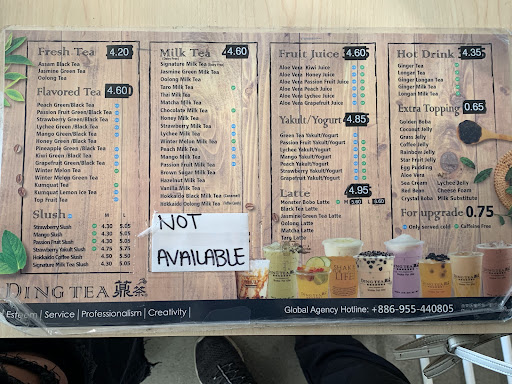 Fresh Tea 4.20
Assam Black Tea
Jasmine Green Tea
Oolong Tea
Flavored Tea 4.60
Peach Green/Black Tea
Passion Fruit Green/Black Tea
Strawberry Green/Black Tea
Lychee Green/Black Tea
Mango Green/Black Tea
Honey Green/Black Tea
Pineapple Green/Black Tea
Kiwi Green/Black Tea
Grapefruit Green/Black Tea
Winter Melon Tea
Winter Melon Green Tea
Kumquat Tea
Kumquat Lemon Ice Tea
Top Fruit Tea
Slush M L
Strawberry Slush 4.30 5.05
Mango Slush 4.30 5.05
Passion Fruit Slush 4.30 5.05
Strawberry Yakult Slush 4.75 5.75
Hokkaido Coffee Slush 4.30 5.50
Signature Milk Tea Slush 4.30 5.05
Milk Tea 4.60
Signature Milk Tea
Jasmine Green Milk Tea
Oolong Milk Tea
Taro Milk Tea
Thai Milk Tea
Matcha Milk Tea
Chocolate Milk Tea
Honey Milk Tea
Strawberry Milk Tea
Lychee Milk Tea
Winter Melon Milk Tea
Peach Milk Tea
Mango Milk Tea
Passion Fruit Milk Tea
Brown Sugar Milk Tea
Hazelnut Milk Tea
Vanilla Milk Tea
Hokkaido Black Milk Tea
Hokkaido Oolong Milk Tea
NOT
AVAILABLE
Fruit Juice 4.60
Aloe Vera Kiwi Juice
Aloe Vera Honey Juice
Aloe Vera Passion Fruit Juice
Aloe Vera Peach Juice
Aloe Vera Lychee Juice
Aloe Vera Grapefruit Juice
Yakult/Yogurt 4.85
Green Tea Yakult/Yogurt
Passion Fruit Yakult/Yogurt
Peach Yakult/Yogurt
Lychee Yakult/Yogurt
Mango Yakult/Yogurt
Strawberry Yakult/Yogurt
Grapefruit Yakult/Yogurt
Latte 4.95
Monster Boba Latte
Black Tea Latte
Jasmine Green Tea Latte
Oolong Latte
Matcha Latte
Taro Latte
Hot Drink 4.35
Ginger Tea
Longan Tea
Ginger Longan Tea
Ginger Milk Tea
Longan Milk Tea
Extra Topping 0.65
Golden Boba
Coconut Jelly
Grass Jelly
Coffee Jelly
Rainbow Jelly
Star Fruit Jelly
Egg Pudding
Aloe Vera
Sea Cream Lychee Jelly
Red Bean Cheese Foam
Crystal Boba Milk Substitute
For upgrade 0.75
Only served cold Caffeine Free
DING TEA 鼎茶
Esteem | Service | Professionalism | Creativity |
Global Agency Hotline: +886-955-440805